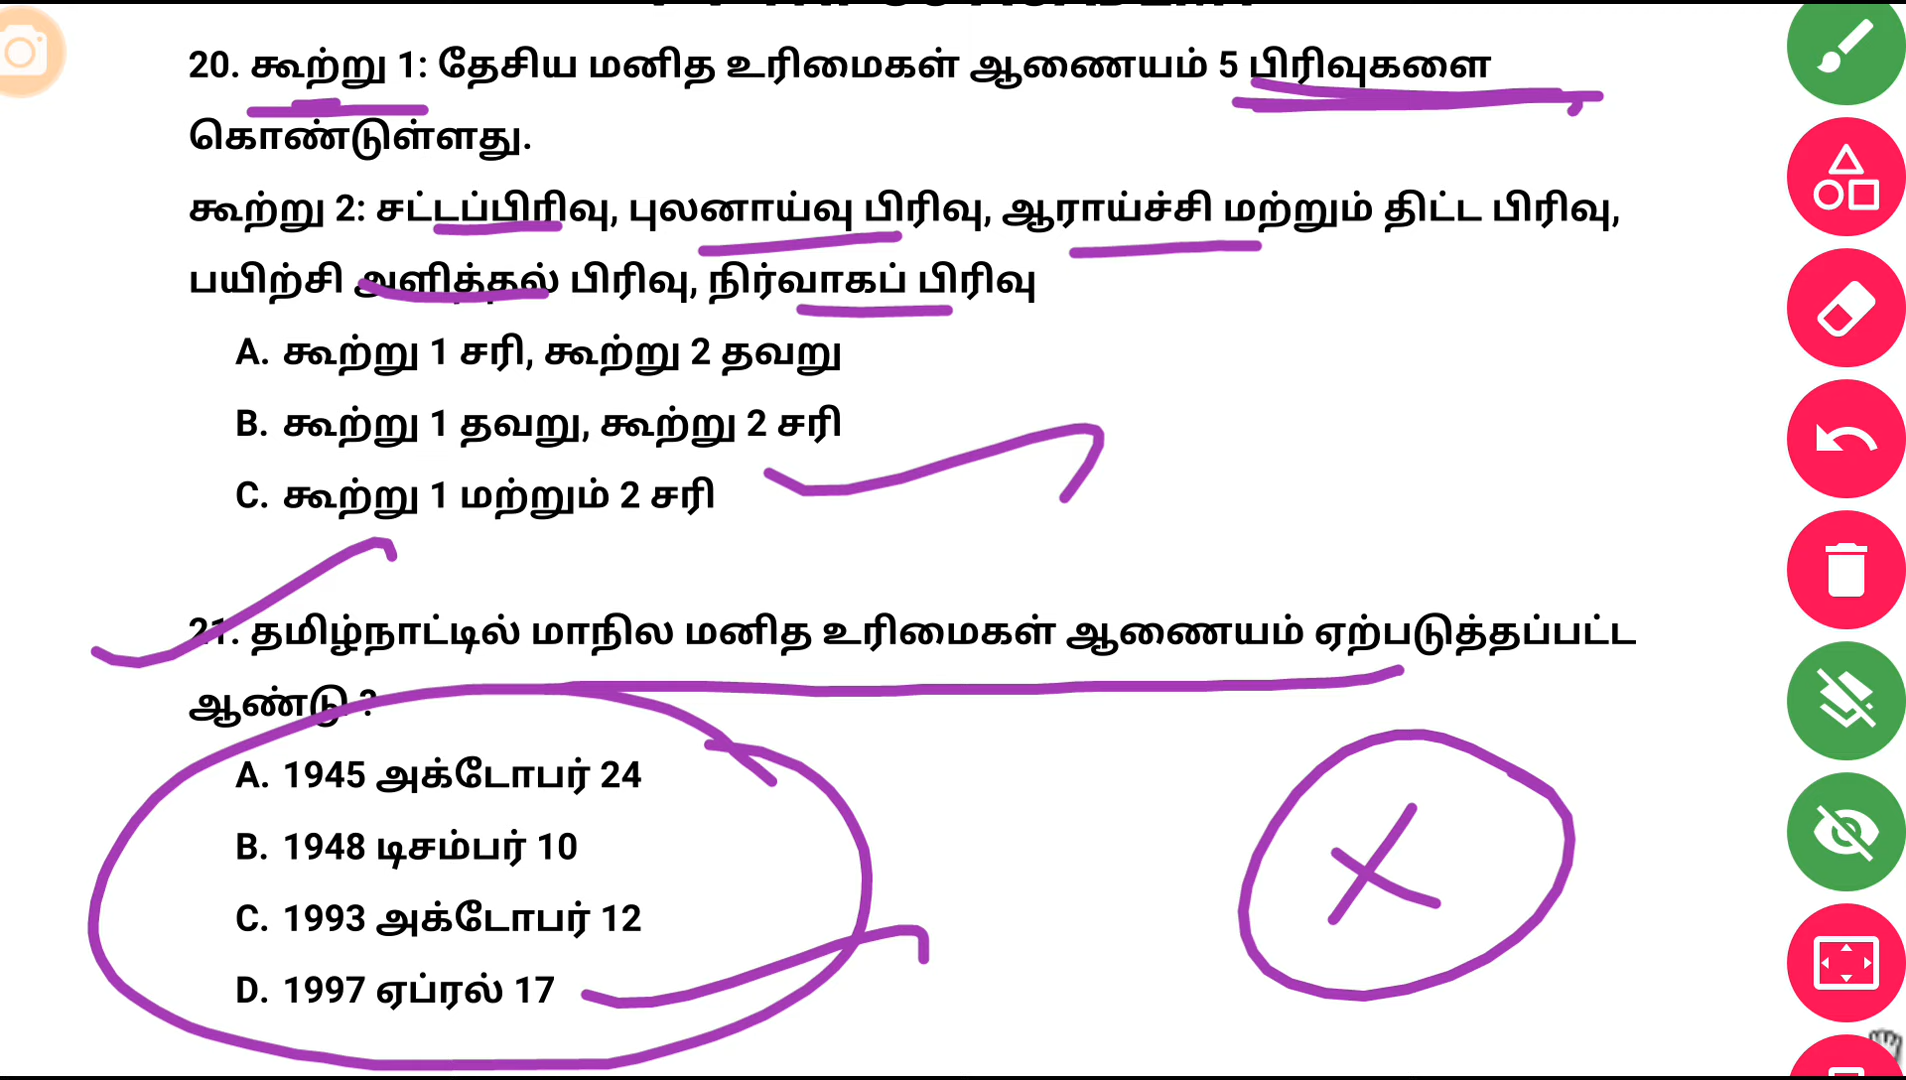 20. கூற்று 1: தேசிய மனித உரிமைகள் ஆணையம் 5 பிரிவுகளை
கொண்டுள்ளது.
கூற்று 2: சட்டப்பிரிவு, புலனாய்வு பிரிவு, ஆராய்ச்சி மற்றும் திட்ட பிரிவு,
பயிற்சி அளித்தல் பிரிவு, நிர்வாகப் பிரிவு
A. கூற்று 1 சரி, கூற்று 2 தவறு
B. கூற்று 1 தவறு, கூற்று 2 சரி
C. கூற்று 1 மற்றும் 2 சரி
21. தமிழ்நாட்டில் மாநில மனித உரிமைகள் ஆணையம் ஏற்படுத்தப்பட்ட
ஆண்டு ?
A. 1945 அக்டோபர் 24
B. 1948 டிசம்பர் 10
C. 1993 அக்டோபர் 12
D. 1997 ஏப்ரல் 17